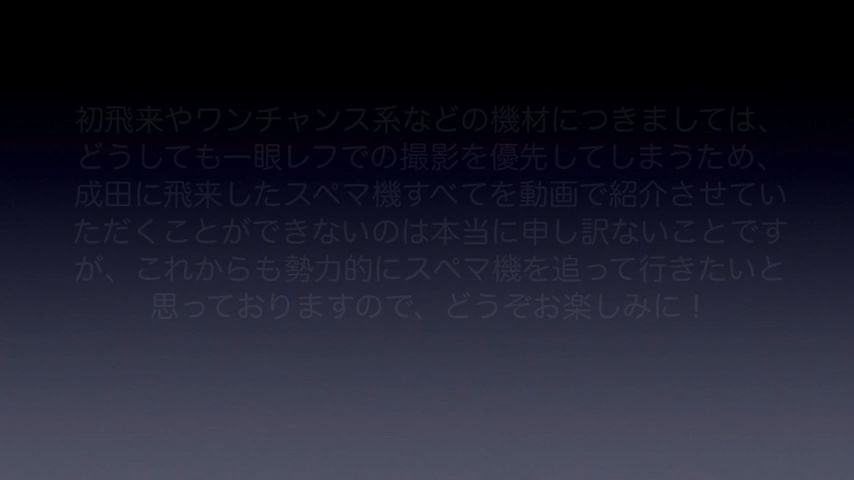 初飛来やワンチャンス系などの機材につきましては、
どうしても一眼レフでの撮影を優先してしまうため、
成田に飛来したスペマ機すべてを動画で紹介させてい
ただくことができないのは本当に申し訳ないことです
が、これからも勢力的にスペマ機を追って行きたいと
思っておりますので、どうぞお楽しみに！